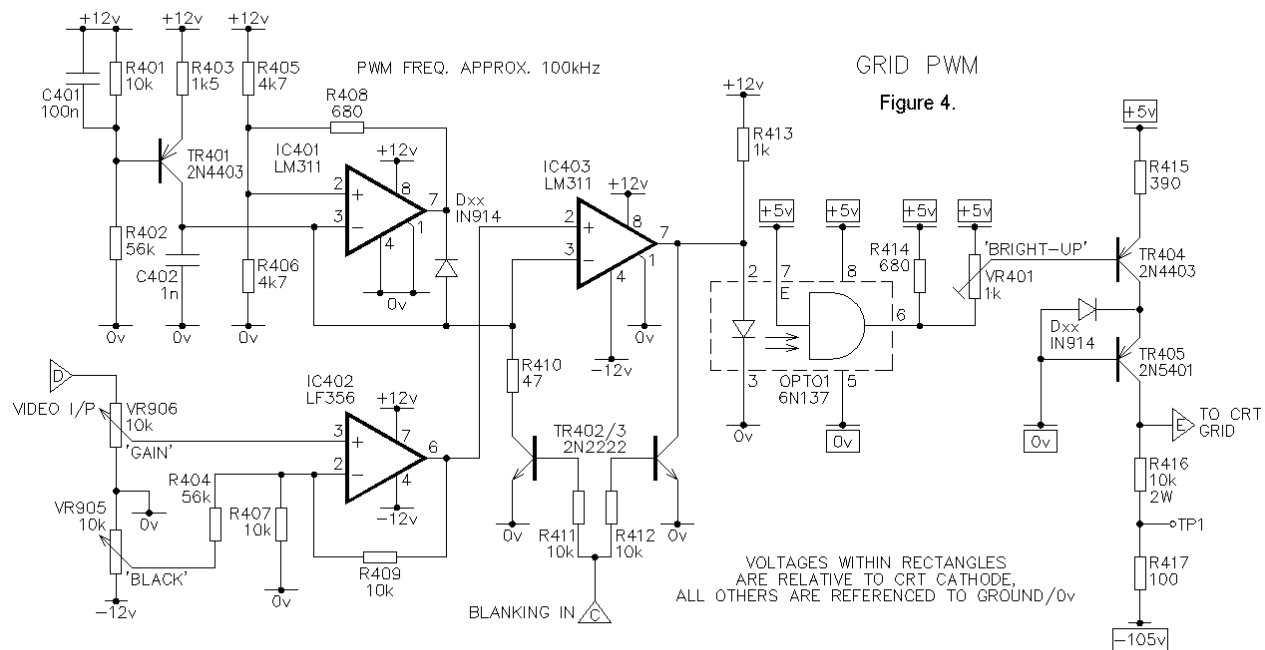 +12v
+12v
+12v
R401
10k
R403
1k5
R405
4k7
C401
100n
PWM FREQ. APPROX. 100kHz
GRID PWM
Figure 4.
R408
680
TR401
2N4403
IC401
LM311
+12v
2
+
3
−
8
7
1
4
0v
Dxx
IN914
R402
56k
C402
1n
R406
4k7
0v
0v
0v
IC403
LM311
+12v
2
+
3
−
8
7
1
4
0v
−12v
+12v
R413
1k
+5v
+5v
+5v
+5v
R414
680
2
7
8
E
6
3
5
OPTO1
6N137
0v
0v
'BRIGHT-UP'
VR401
1k
+5v
R415
390
TR404
2N4403
Dxx
IN914
TR405
2N5401
0v
E
TO CRT
GRID
R416
10k
2W
TP1
R417
100
−105v
D
VIDEO I/P
VR906
10k
'GAIN'
0v
VR905
10k
'BLACK'
−12v
R404
56k
R407
10k
0v
IC402
LF356
+12v
3
+
2
−
7
6
4
−12v
R409
10k
R410
47
TR402/3
2N2222
0v
0v
R411
10k
R412
10k
BLANKING IN
C
VOLTAGES WITHIN RECTANGLES
ARE RELATIVE TO CRT CATHODE,
ALL OTHERS ARE REFERENCED TO GROUND/0v